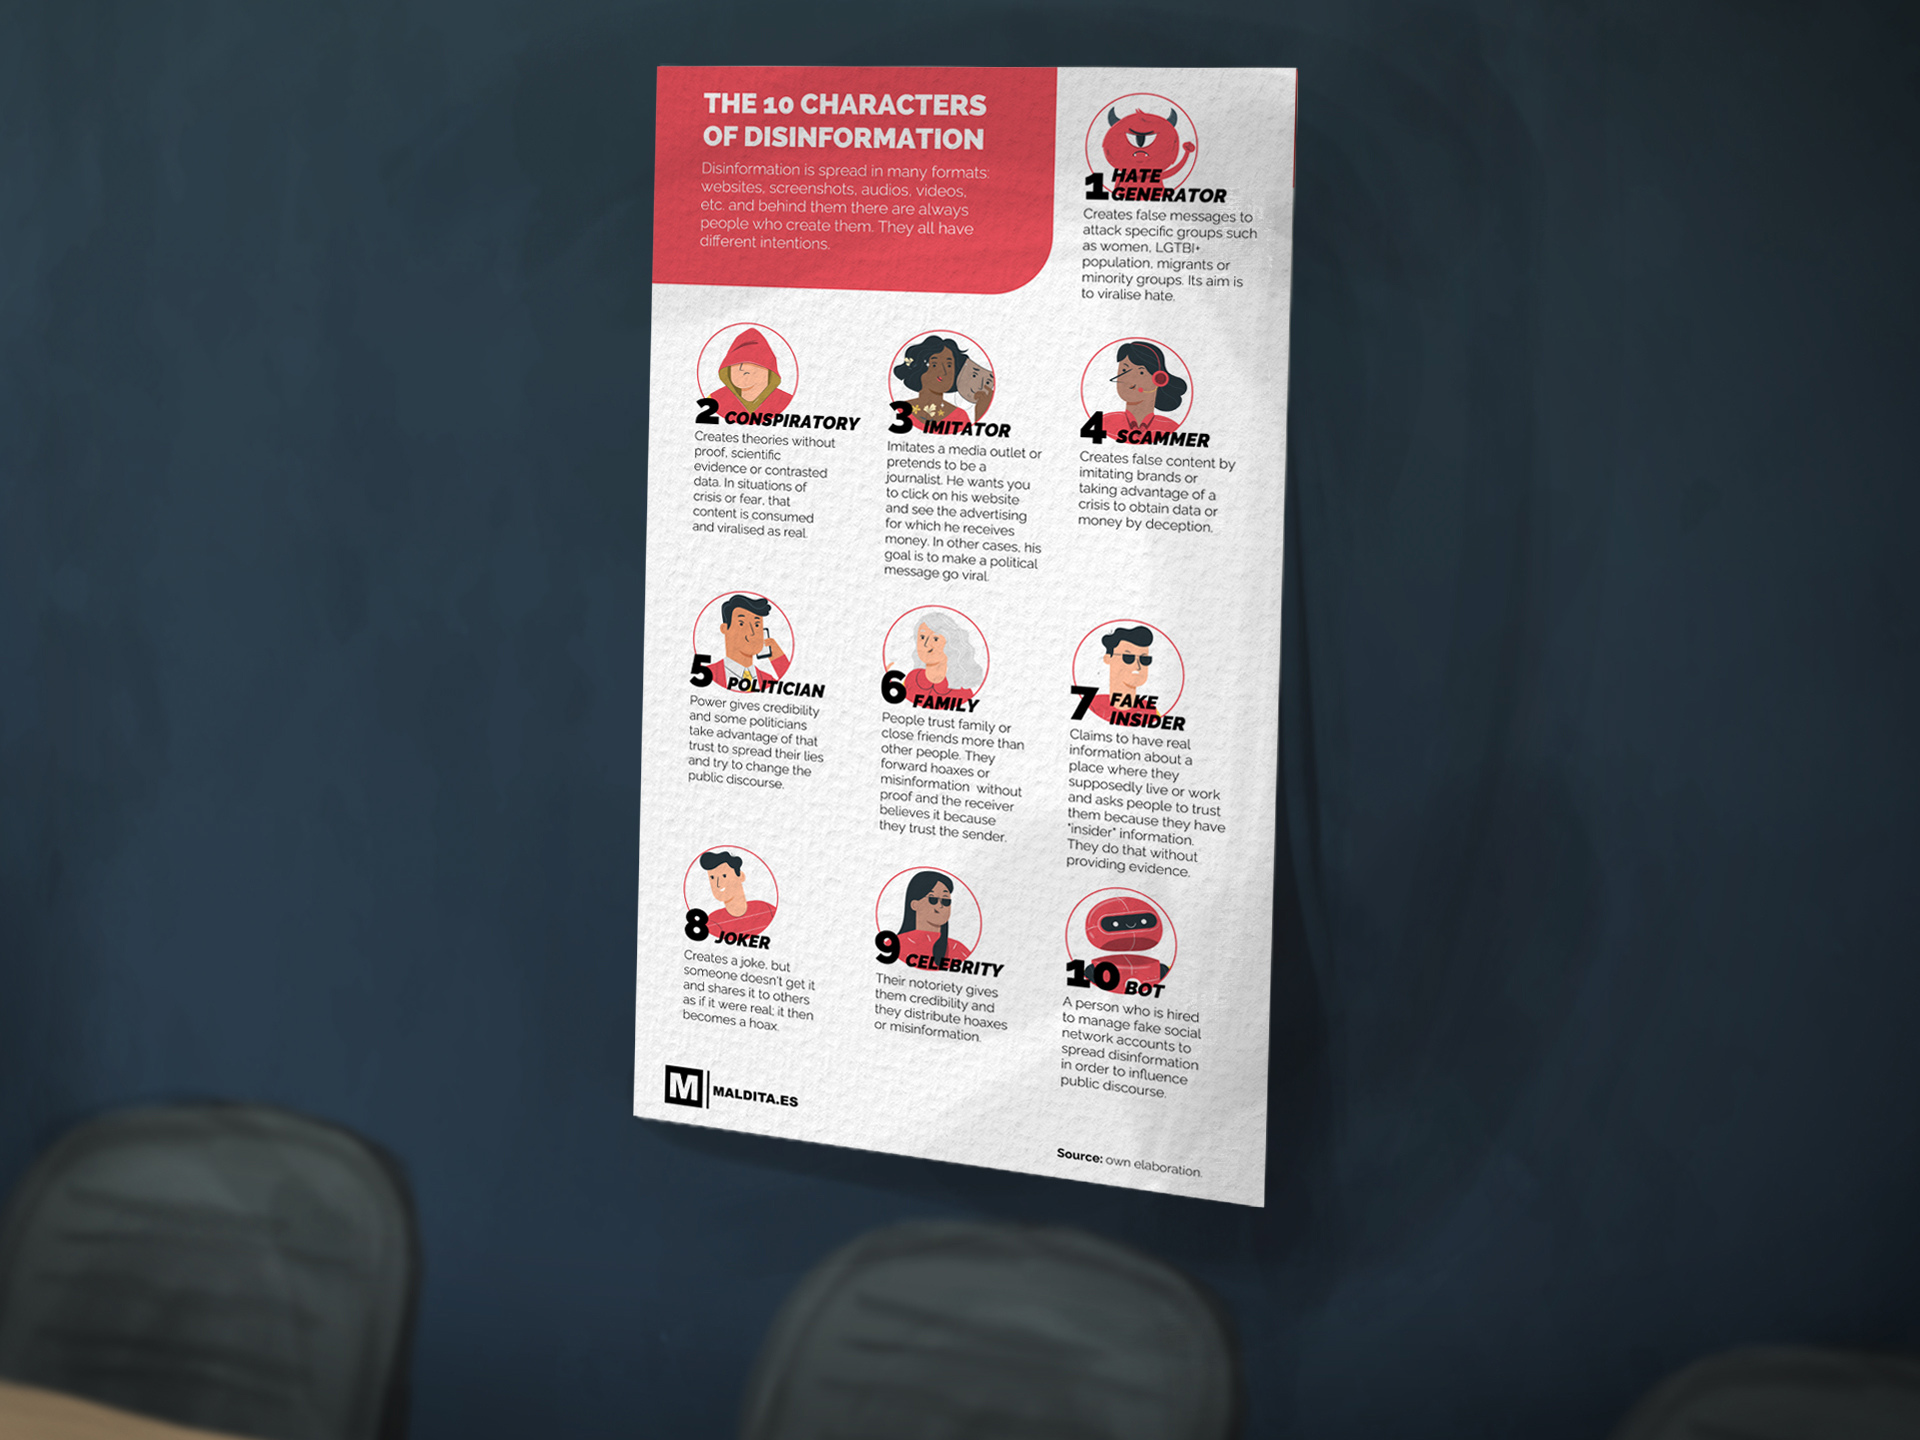 THE 10 CHARACTERS
OF DISINFORMATION
Disinformation is spread in many formats:
websites, screenshots, audios, videos,
etc. and behind them there are always
people who create them. They all have
different intentions.
1 HATE
GENERATOR
Creates false messages to
attack specific groups such
as women, LGTBI+
population, migrants or
minority groups. Its aim is
to viralise hate.
2 CONSPIRATORY
Creates theories without
proof, scientific
evidence or contrasted
data. In situations of
crisis or fear, that
content is consumed
and viralised as real.
3 IMITATOR
Imitates a media outlet or
pretends to be a
journalist. He wants you
to click on his website
and see the advertising
for which he receives
money. In other cases, his
goal is to make a political
message go viral.
4 SCAMMER
Creates false content by
imitating brands or
taking advantage of a
crisis to obtain data or
money by deception.
5 POLITICIAN
Power gives credibility
and some politicians
take advantage of that
trust to spread their lies
and try to change the
public discourse.
6 FAMILY
People trust family or
close friends more than
other people. They
forward hoaxes or
misinformation without
proof and the receiver
believes it because
they trust the sender.
7 FAKE
INSIDER
Claims to have real
information about a
place where they
supposedly live or work
and asks people to trust
them because they have
"insider" information.
They do that without
providing evidence.
8 JOKER
Creates a joke, but
someone doesn't get it
and shares it to others
as if it were real; it then
becomes a hoax.
9 CELEBRITY
Their notoriety gives
them credibility and
they distribute hoaxes
or misinformation.
10 BOT
A person who is hired
to manage fake social
network accounts to
spread disinformation
in order to influence
public discourse.
M MALDITA.ES
Source: own elaboration.